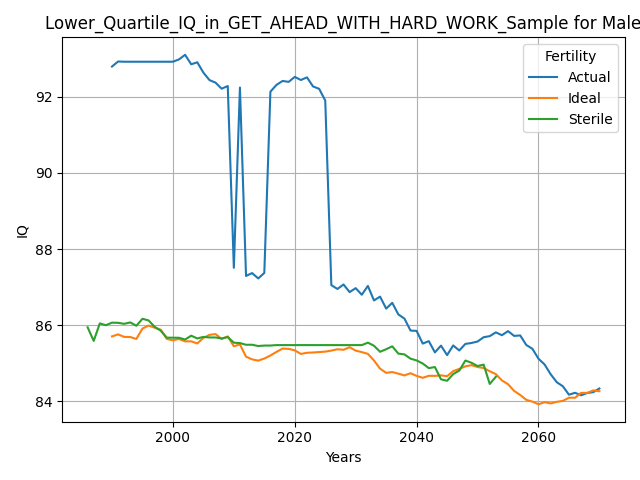 Lower_Quartile_IQ_in_GET_AHEAD_WITH_HARD_WORK_Sample for Male
Fertility
Actual
Ideal
Sterile
IQ
92
90
88
86
84
2000
2020
2040
2060
Years